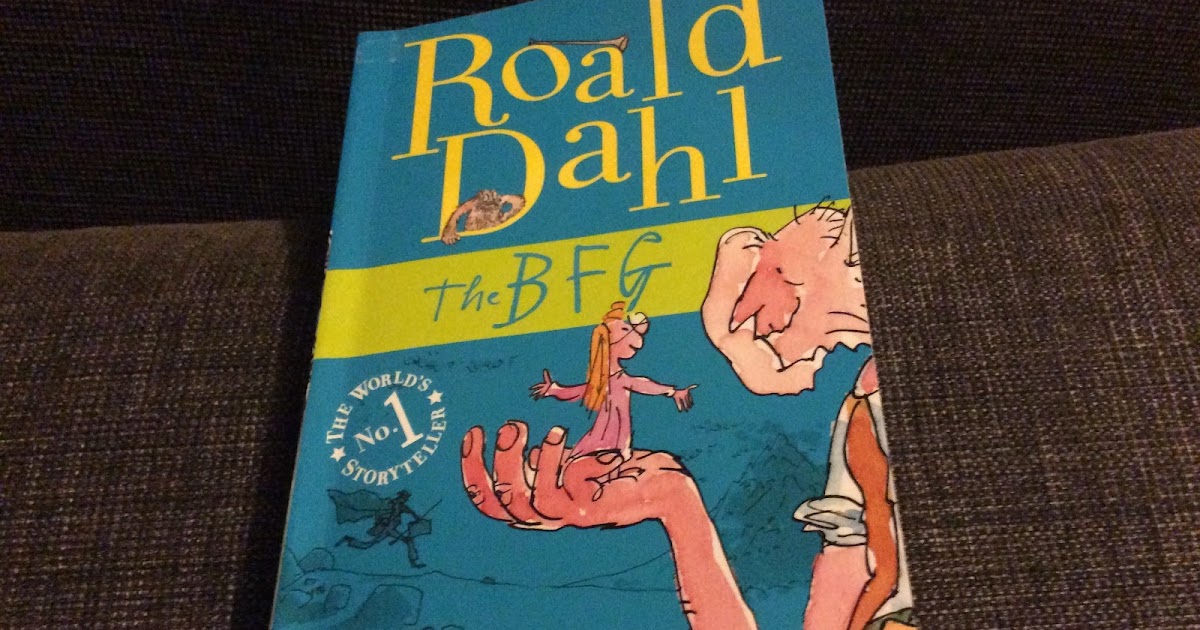 Roald
Dahl
the BFG
THE WORLD'S
No. 1
STORYTELLER